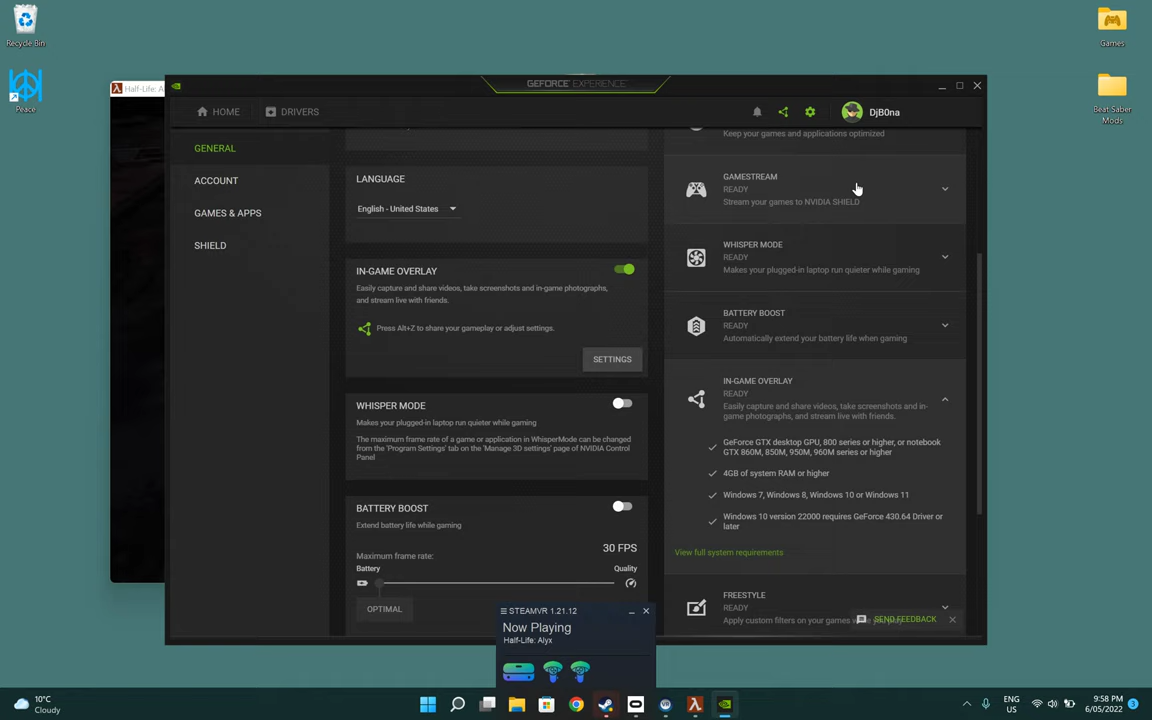 Recycle Bin
Peace
Games
Beat Saber
Mods
Half-Life: A
GEFORCE EXPERIENCE
HOME
DRIVERS
DjB0na
GENERAL
ACCOUNT
GAMES & APPS
SHIELD
LANGUAGE
English - United States
IN-GAME OVERLAY
Easily capture and share videos, take screenshots and in-game photographs,
and stream live with friends.
Press Alt+Z to share your gameplay or adjust settings.
SETTINGS
WHISPER MODE
Makes your plugged-in laptop run quieter while gaming
The maximum frame rate of a game or application in WhisperMode can be changed
from the 'Program Settings' tab on the 'Manage 3D settings' page of NVIDIA Control
Panel
BATTERY BOOST
Extend battery life while gaming
30 FPS
Maximum frame rate:
Battery
Quality
OPTIMAL
Keep your games and applications optimized
GAMESTREAM
READY
Stream your games to NVIDIA SHIELD
WHISPER MODE
READY
Makes your plugged-in laptop run quieter while gaming
BATTERY BOOST
READY
Automatically extend your battery life when gaming
IN-GAME OVERLAY
READY
Easily capture and share videos, take screenshots and in-
game photographs, and stream live with friends.
GeForce GTX desktop GPU, 800 series or higher, or notebook
GTX 860M, 850M, 950M, 960M series or higher
4GB of system RAM or higher
Windows 7, Windows 8, Windows 10 or Windows 11
Windows 10 version 22000 requires GeForce 430.64 Driver or
later
View full system requirements
FREESTYLE
READY
Apply custom filters on your games
SEND FEEDBACK
STEAMVR 1.21.12
Now Playing
Half-Life: Alyx
10°C
Cloudy
ENG
US
9:58 PM
6/05/2022
3